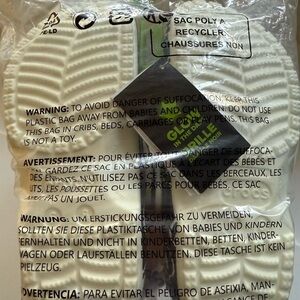 SAC POLY À
RECYCLER
CHAUSSURES NON
WARNING: TO AVOID DANGER OF SUFFOCATION, KEEP THIS
PLASTIC BAG AWAY FROM BABIES AND CHILDREN. DO NOT USE
THIS BAG IN CRIBS, BEDS, CARRIAGES OR PLAY PENS. THIS BAG
IS NOT A TOY.
AVERTISSEMENT: POUR ÉVITER DANGER DE SUFFOCA-
GARDEZ CE SAC EN PLASTIQUE À L'ÉCART DES BÉBÉS ET
DES ENFANTS. N'UTILISEZ PAS CE SAC DANS LES BERCEAUX, LES
LITS, LES POUSSETTES OU LES PARCS POUR BÉBÉS. CE SAC
PAS UN JOUET.
WARNUNG: UM ERSTICKUNGSGEFAHR ZU VERMEIDEN,
SOLLTEN SIE DIESE PLASTIKTASCHE VON BABIES UND KINDERN
FERNHALTEN UND NICHT IN KINDERBETTEN, BETTEN, KINDER-
WAGEN ODER LAUFSTÄLLEN BENUTZEN. DIESE TASCHE IST KEIN
SPIELZEUG.
ADVERTENCIA: PARA EVITAR EL PELIGRO DE ASFIXIA, MAN-